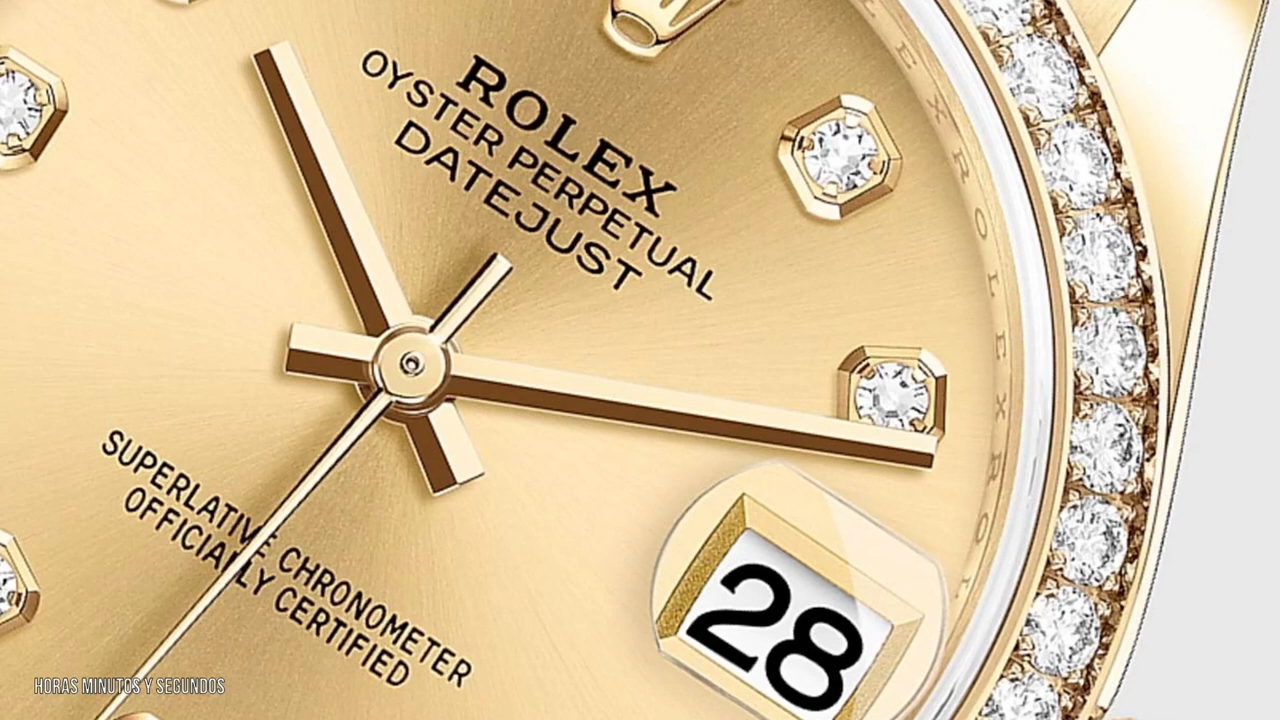 ROLEX
OYSTER PERPETUAL
DATEJUST
SUPERLATIVE CHRONOMETER
OFFICIALLY CERTIFIED
28
HORAS MINUTOS Y SEGUNDOS